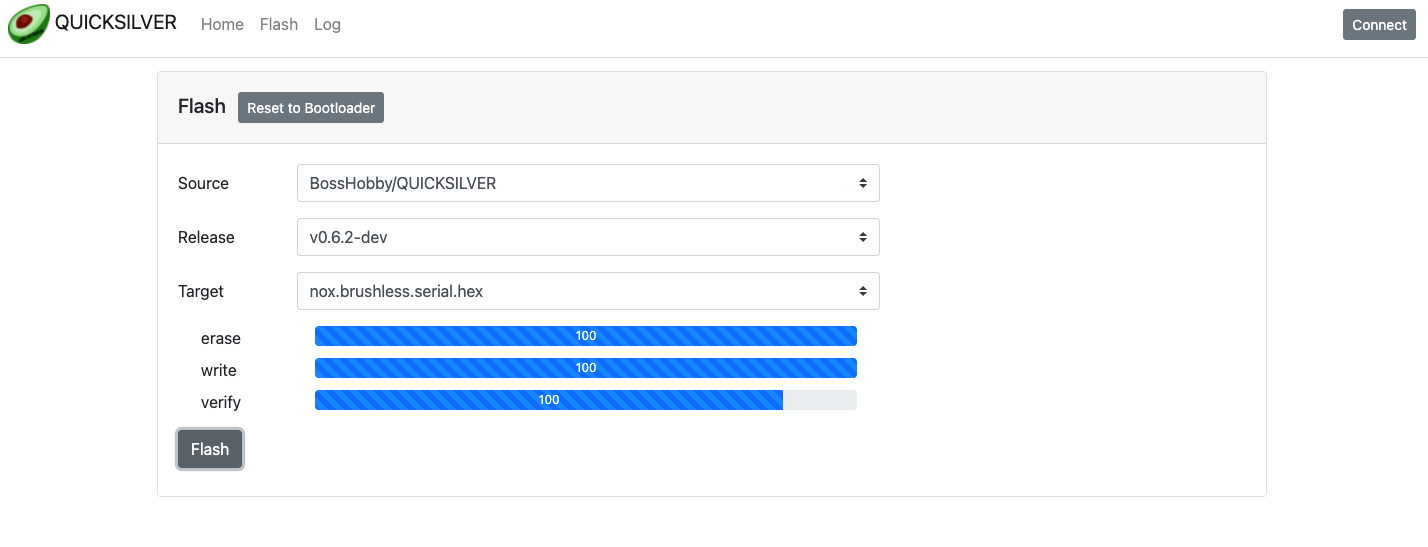 QUICKSILVER Home Flash Log Connect
Flash Reset to Bootloader
Source BossHobby/QUICKSILVER
Release v0.6.2-dev
Target nox.brushless.serial.hex
erase 100
write 100
verify 100
Flash